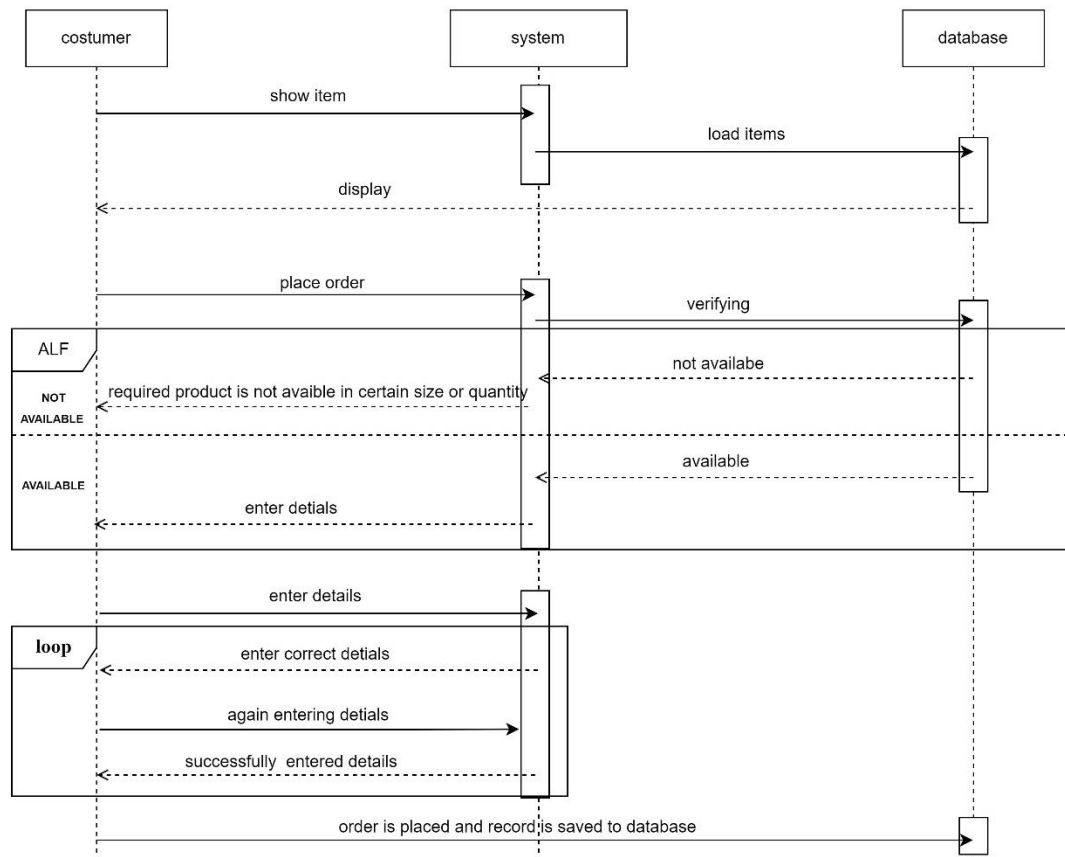 costumer
system
database
show item
load items
display
place order
verifying
ALF
not availabe
required product is not avaible in certain size or quantity
NOT
AVAILABLE
available
AVAILABLE
enter detials
enter details
loop
enter correct detials
again entering detials
successfully entered details
order is placed and record is saved to database